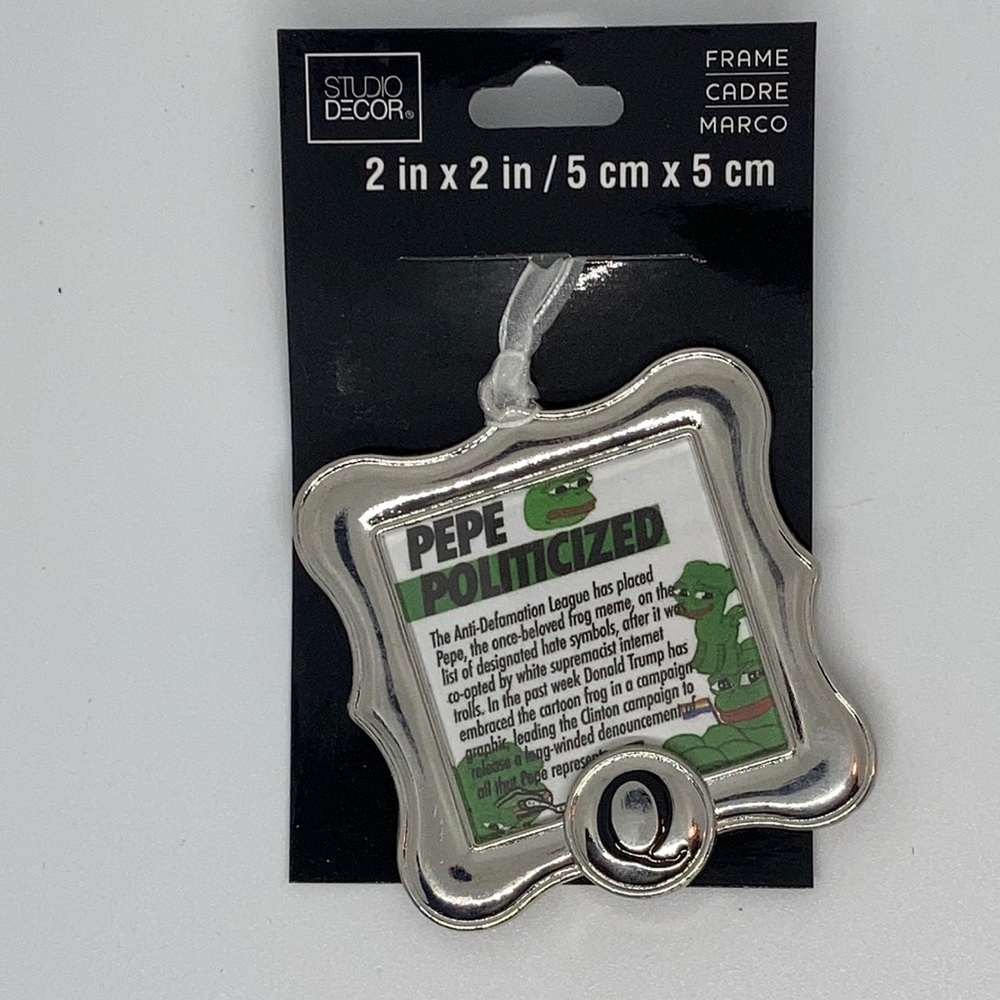 STUDIO
DECOR®
FRAME
CADRE
MARCO
2 in x 2 in / 5 cm x 5 cm
PEPE
POLITICIZED
The Anti-Defamation League has placed
Pepe, the once-beloved frog meme, on the
list of designated hate symbols, after it
co-opted by white supremacist internet
trolls. In the past week Donald Trump has
embraced the cartoon frog in a campaign
graphic, leading the Clinton campaign to
release a long-winded denouncement of
all that Pepe
Q